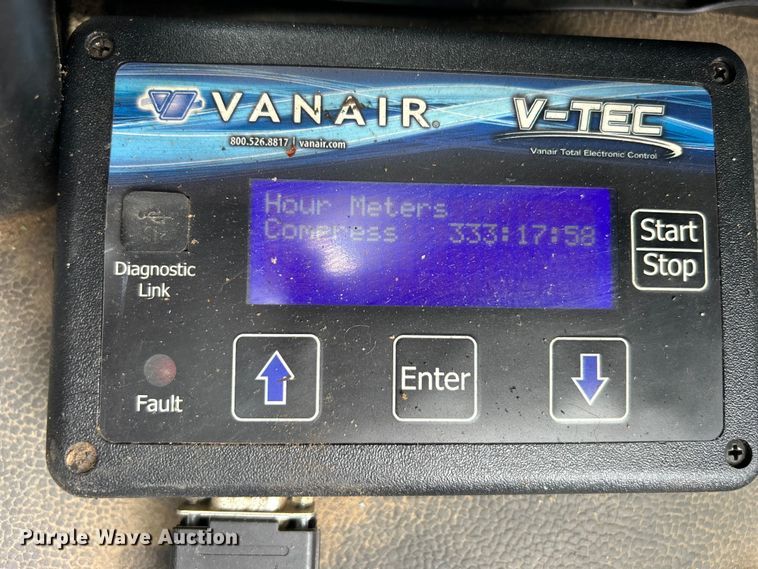 VANAIR®
V-TEC
800.526.8817 | vanair.com
Vanair Total Electronic Control
Hour Meters
Compress 333:17:58
Start
Stop
Diagnostic
Link
Fault
Enter
Purple Wave Auction